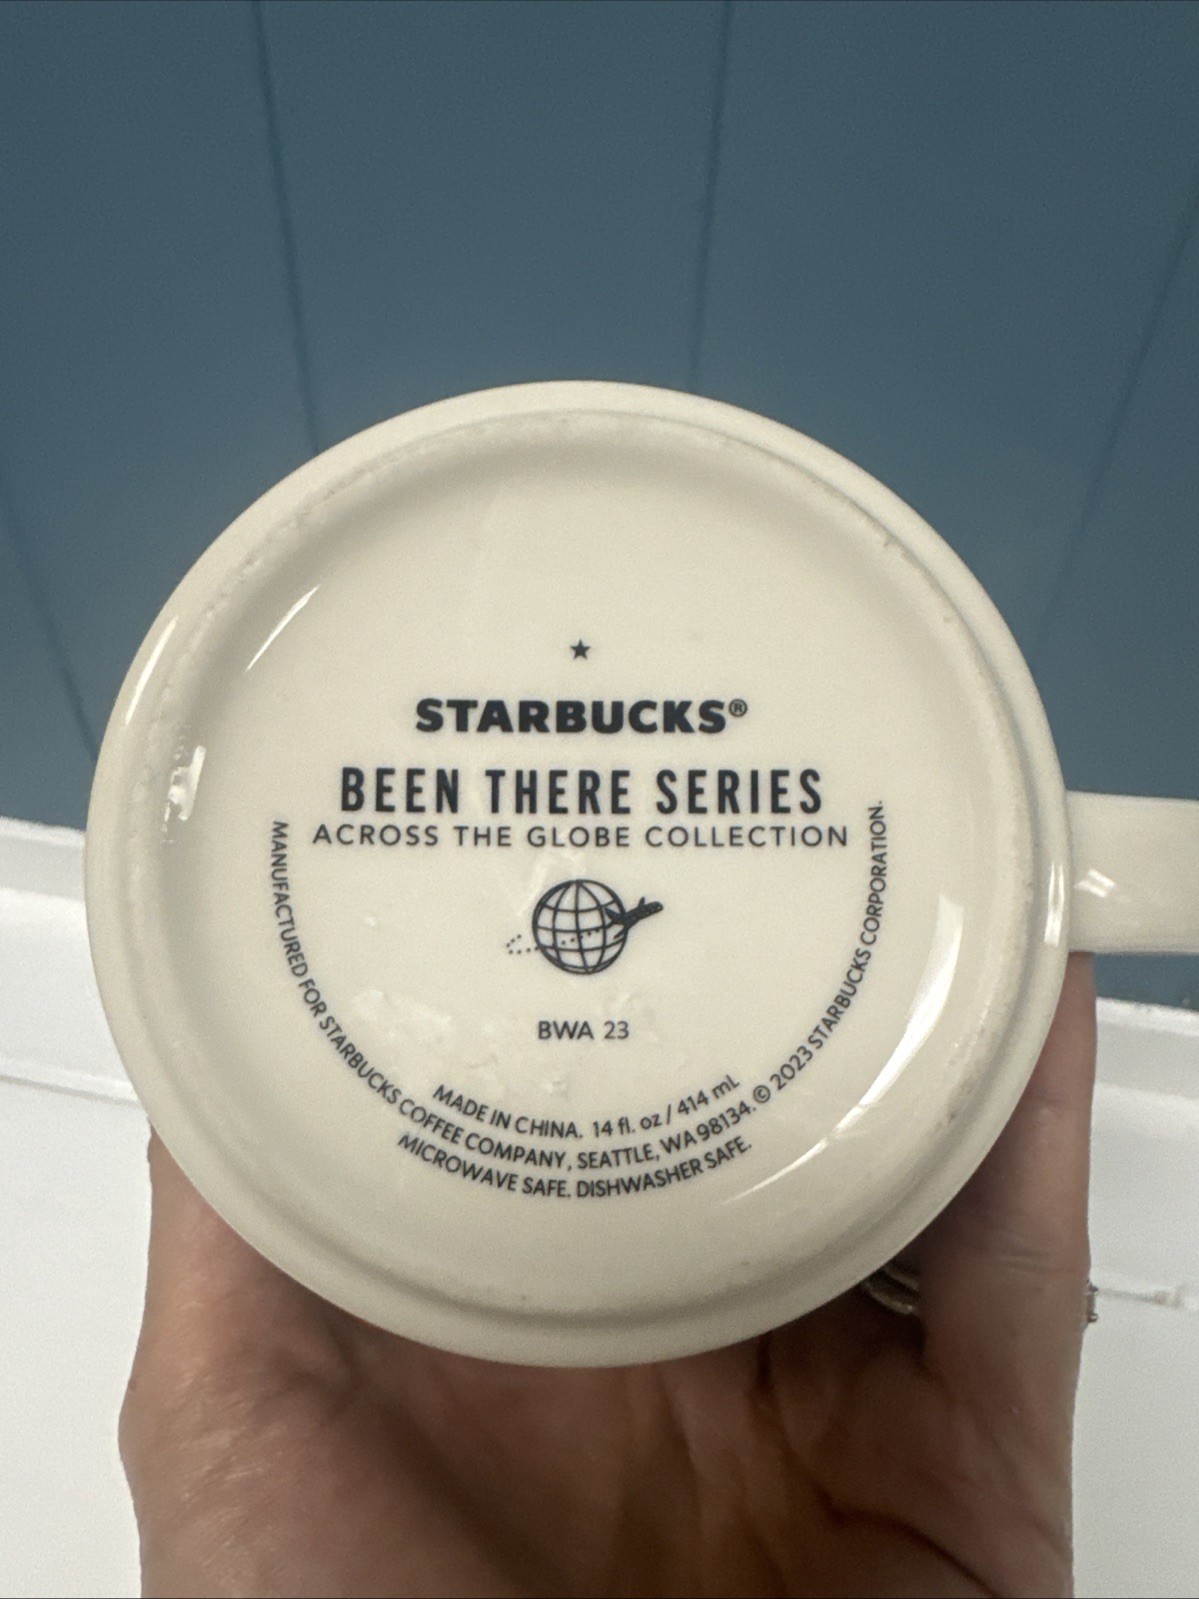 STARBUCKS®
BEEN THERE SERIES
ACROSS THE GLOBE COLLECTION
BWA 23
MADE IN CHINA. 14 fl. oz / 414 mL
MANUFACTURED FOR STARBUCKS COFFEE COMPANY, SEATTLE, WA 98134. © 2023 STARBUCKS CORPORATION.
MICROWAVE SAFE. DISHWASHER SAFE.